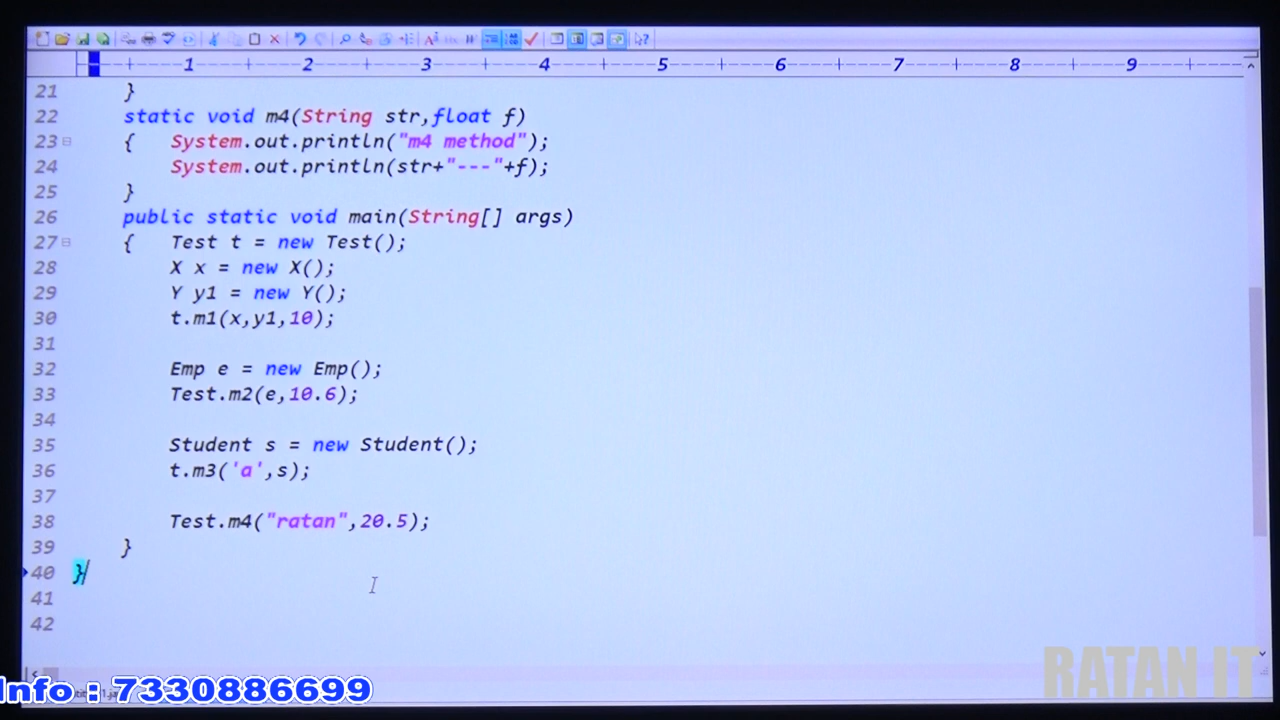 1 2 3 4 5 6 7 8 9
21 }
22 static void m4(String str,float f)
23 { System.out.println("m4 method");
24 System.out.println(str+"---"+f);
25 }
26 public static void main(String[] args)
27 { Test t = new Test();
28 X x = new X();
29 Y y1 = new Y();
30 t.m1(x,y1,10);
31
32 Emp e = new Emp();
33 Test.m2(e,10.6);
34
35 Student s = new Student();
36 t.m3('a',s);
37
38 Test.m4("ratan",20.5);
39 }
40 }
41
42
RATAN IT
Info : 7330886699